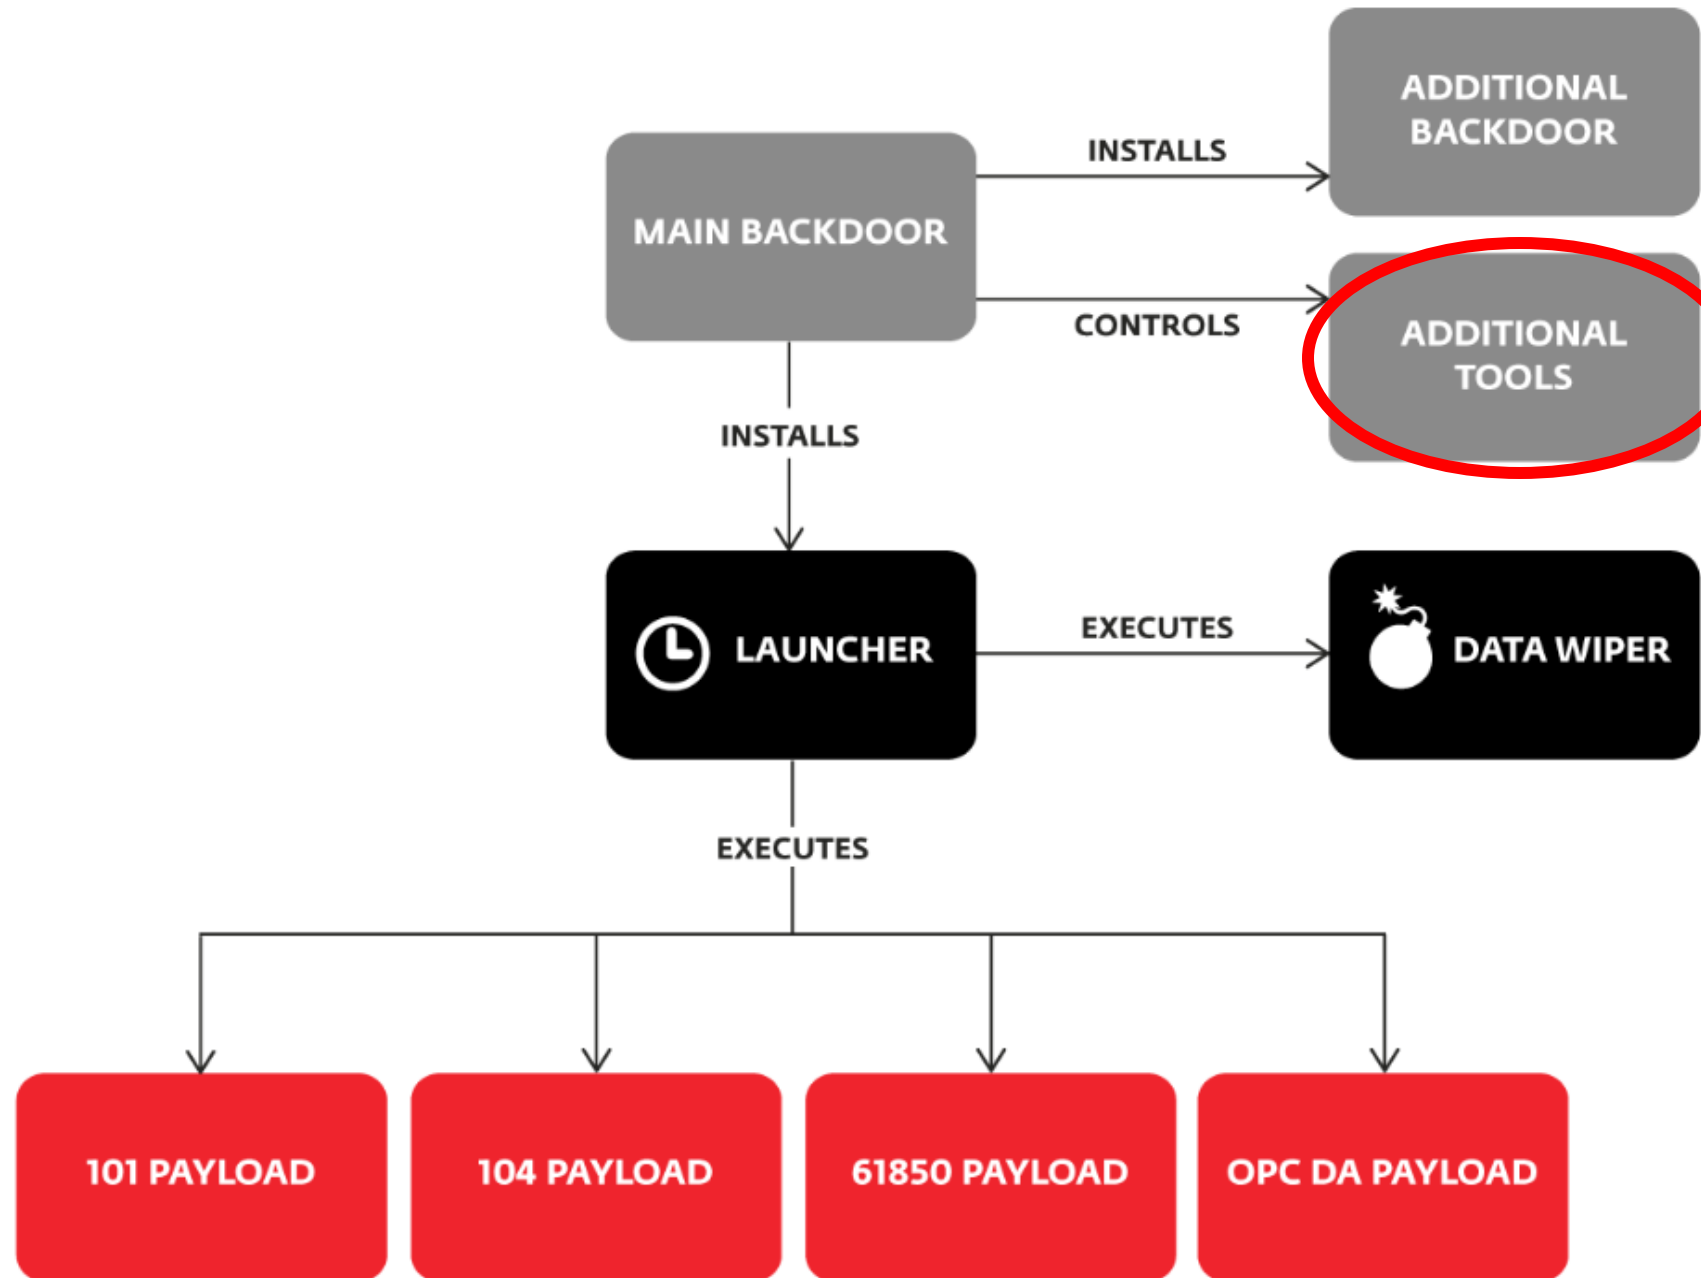 ADDITIONAL
BACKDOOR
INSTALLS
MAIN BACKDOOR
CONTROLS
ADDITIONAL
TOOLS
INSTALLS
LAUNCHER
EXECUTES
DATA WIPER
EXECUTES
101 PAYLOAD
104 PAYLOAD
61850 PAYLOAD
OPC DA PAYLOAD